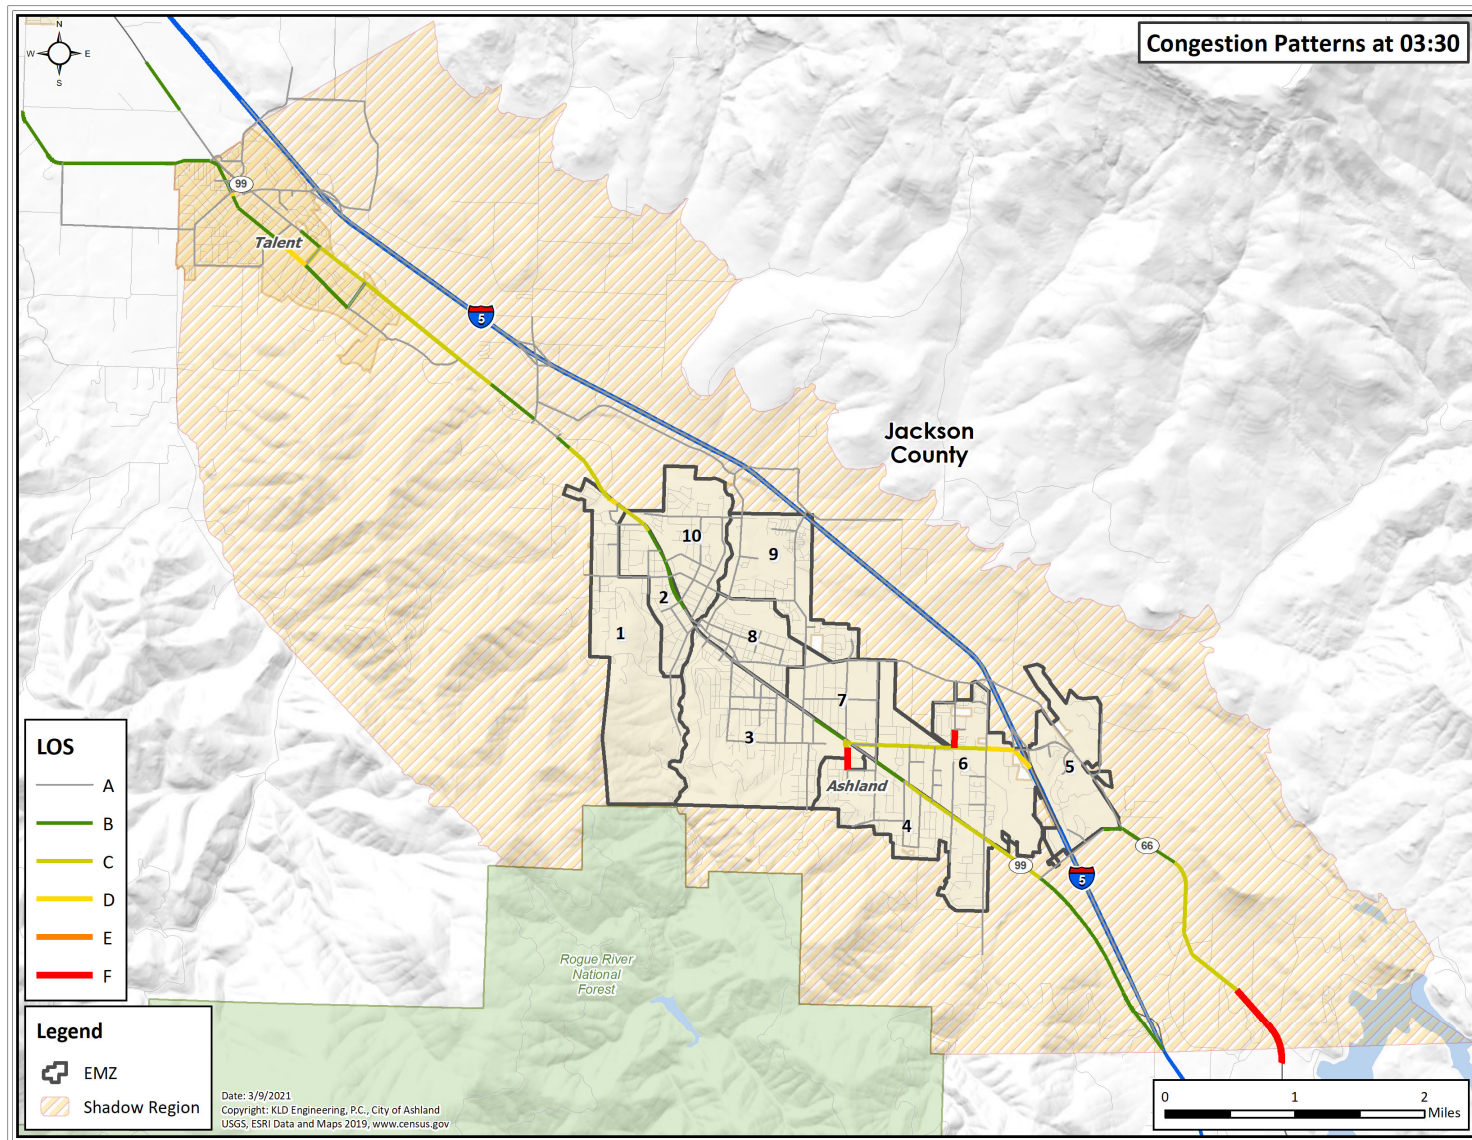 Congestion Patterns at 03:30
N
W
E
S
99
Talent
5
Jackson
County
10
9
2
1
8
7
3
6
5
Ashland
4
66
99
5
LOS
A
B
C
D
E
F
Rogue River
National
Forest
Legend
EMZ
Shadow Region
Date: 3/9/2021
Copyright: KLD Engineering, P.C., City of Ashland
USGS, ESRI Data and Maps 2019, www.census.gov
0 1 2
Miles